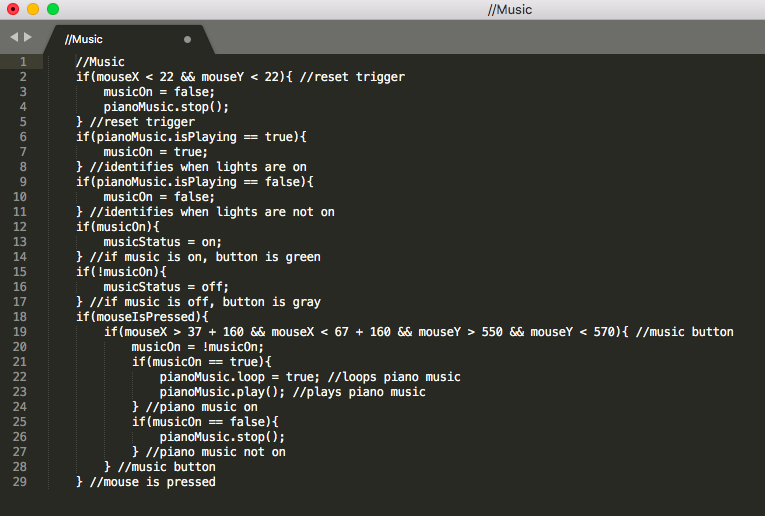 //Music
//Music
1 //Music
2 if(mouseX < 22 && mouseY < 22){ //reset trigger
3 musicOn = false;
4 pianoMusic.stop();
5 } //reset trigger
6 if(pianoMusic.isPlaying == true){
7 musicOn = true;
8 } //identifies when lights are on
9 if(pianoMusic.isPlaying == false){
10 musicOn = false;
11 } //identifies when lights are not on
12 if(musicOn){
13 musicStatus = on;
14 } //if music is on, button is green
15 if(!musicOn){
16 musicStatus = off;
17 } //if music is off, button is gray
18 if(mouseIsPressed){
19 if(mouseX > 37 + 160 && mouseX < 67 + 160 && mouseY > 550 && mouseY < 570){ //music button
20 musicOn = !musicOn;
21 if(musicOn == true){
22 pianoMusic.loop = true; //loops piano music
23 pianoMusic.play(); //plays piano music
24 } //piano music on
25 if(musicOn == false){
26 pianoMusic.stop();
27 } //piano music not on
28 } //music button
29 } //mouse is pressed